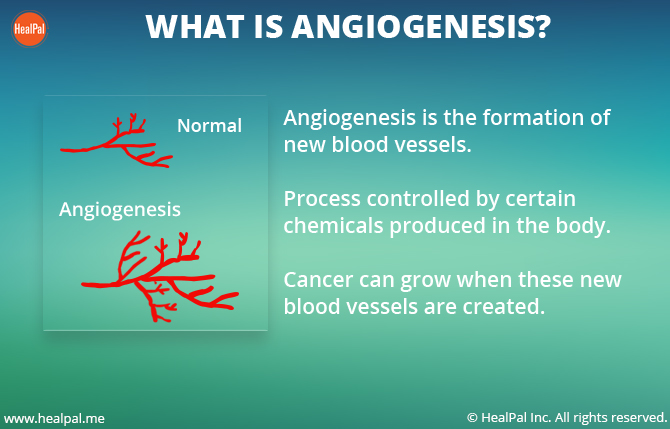 HealPal
WHAT IS ANGIOGENESIS?
Normal
Angiogenesis
Angiogenesis is the formation of
new blood vessels.
Process controlled by certain
chemicals produced in the body.
Cancer can grow when these new
blood vessels are created.
www.healpal.me
© HealPal Inc. All rights reserved.